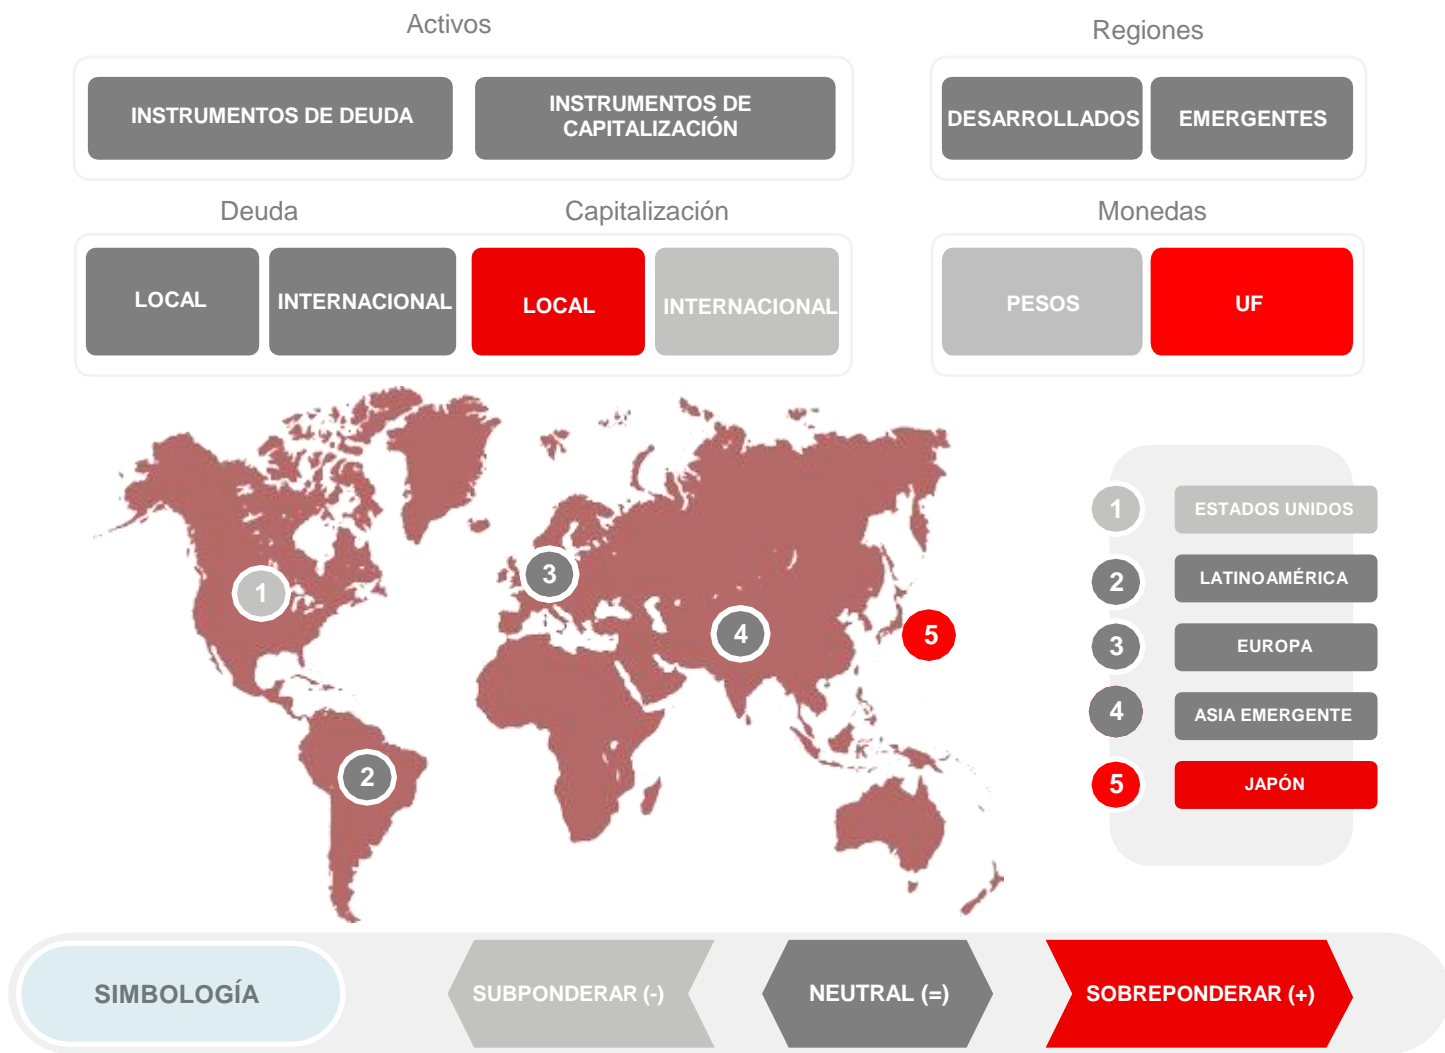 Activos
Regiones
INSTRUMENTOS DE DEUDA
INSTRUMENTOS DE
CAPITALIZACIÓN
DESARROLLADOS
EMERGENTES
Deuda
Capitalización
Monedas
LOCAL
INTERNACIONAL
LOCAL
INTERNACIONAL
PESOS
UF
1
2
3
4
5
1 ESTADOS UNIDOS
2 LATINOAMÉRICA
3 EUROPA
4 ASIA EMERGENTE
5 JAPÓN
SIMBOLOGÍA
SUBPONDERAR (-)
NEUTRAL (=)
SOBREPONDERAR (+)